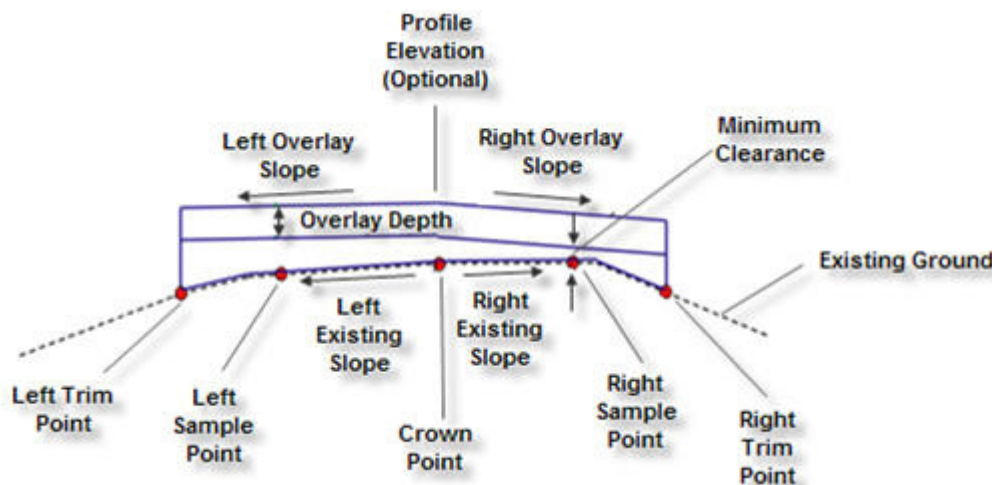 Profile
Elevation
(Optional)
Left Overlay
Slope
Right Overlay
Slope
Minimum
Clearance
Overlay Depth
Existing Ground
Left
Existing
Slope
Right
Existing
Slope
Left Trim
Point
Left
Sample
Point
Crown
Point
Right
Sample
Point
Right
Trim
Point